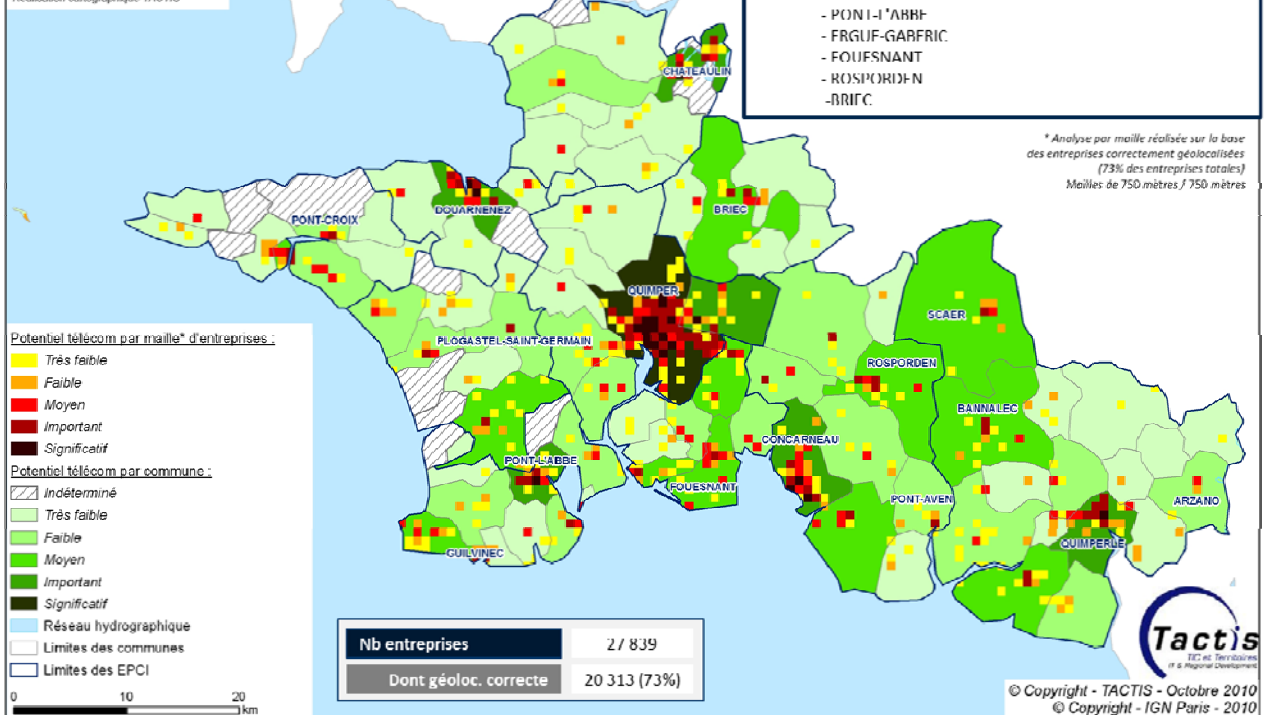 - PONT-L'ABBE
- ERGUE-GABERIC
- FOUESNANT
- ROSPORDEN
-BRIEC
* Analyse par maille réalisée sur la base
des entreprises correctement géolocalisées
(73% des entreprises totales)
Mailles de 750 mètres / 750 mètres
CHATEAULIN
PONT-CROIX
DOUARNENEZ
BRIEC
QUIMPER
SCAER
PLOGASTEL-SAINT-GERMAIN
ROSPORDEN
BANNALEC
CONCARNEAU
PONT-L'ABBE
FOUESNANT
PONT-AVEN
ARZANO
QUIMPERLE
GUILVINEC
Potentiel télécom par maille* d'entreprises :
Très faible
Faible
Moyen
Important
Significatif
Potentiel télécom par commune :
Indéterminé
Très faible
Faible
Moyen
Important
Significatif
Réseau hydrographique
Limites des communes
Limites des EPCI
0 10 20
km
Nb entreprises 27 839
Dont géoloc. correcte 20 313 (73%)
Tactis
TIC et Territoires
IT & Regional Development
© Copyright - TACTIS - Octobre 2010
© Copyright - IGN Paris - 2010